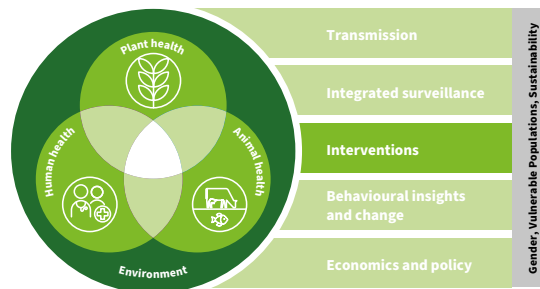 Plant health
Human health
Animal health
Environment
Transmission
Integrated surveillance
Interventions
Behavioural insights
and change
Economics and policy
Gender, Vulnerable Populations, Sustainability